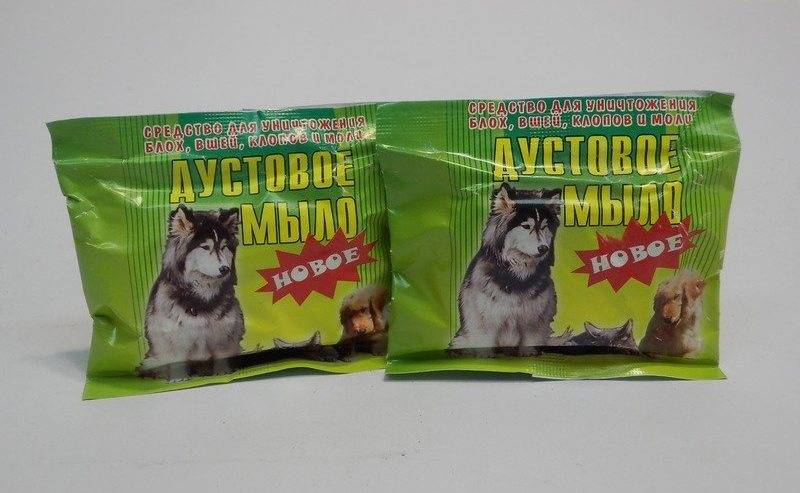 СРЕДСТВО ДЛЯ УНИЧТОЖЕНИЯ
БЛОХ, ВШЕЙ, КЛОПОВ И МОЛИ
ДУСТОВОЕ
МЫЛО
НОВОЕ
СРЕДСТВО ДЛЯ УНИЧТОЖЕНИЯ
БЛОХ, ВШЕЙ, КЛОПОВ И МОЛИ
ДУСТОВОЕ
МЫЛО
НОВОЕ